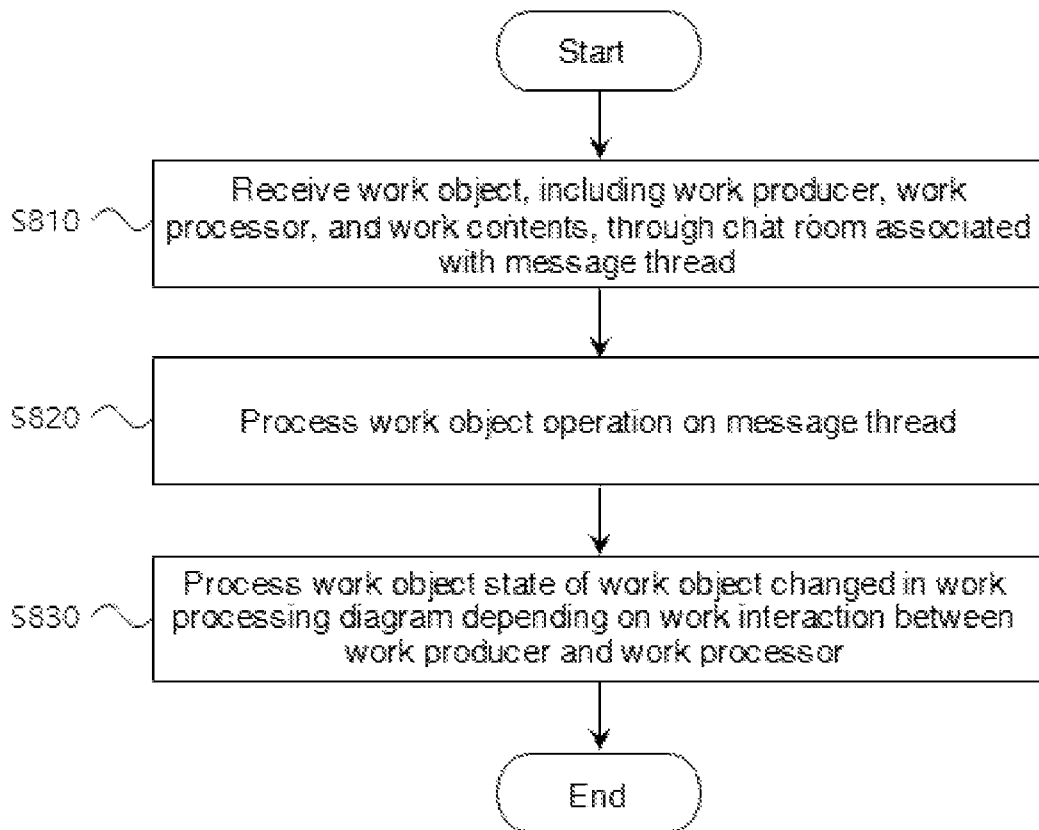 Start
S810
Receive work object, including work producer, work
processor, and work contents, through chat room associated
with message thread
S820
Process work object operation on message thread
S830
Process work object state of work object changed in work
processing diagram depending on work interaction between
work producer and work processor
End